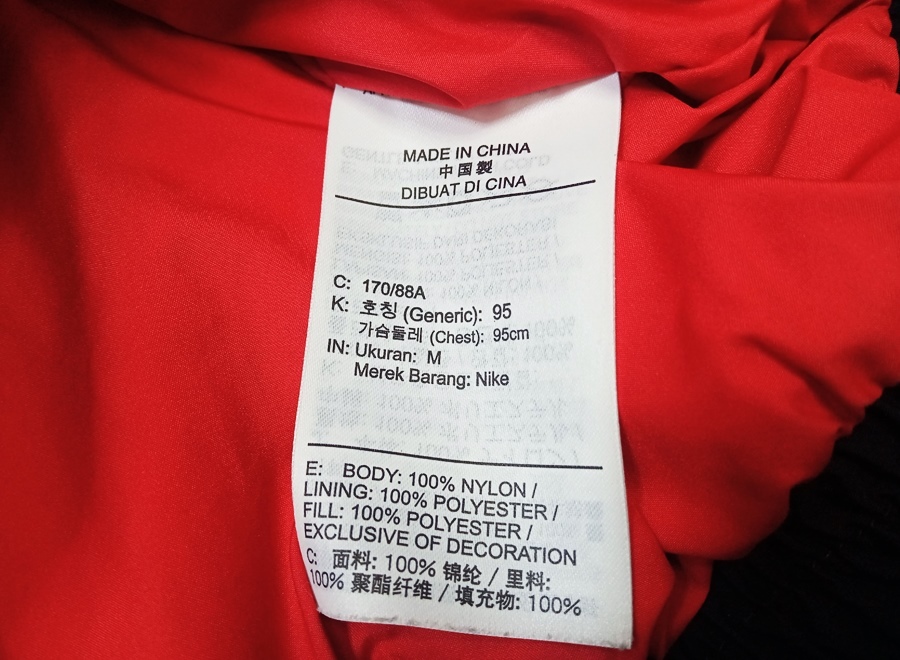 MADE IN CHINA
中国製
DIBUAT DI CINA
C: 170/88A
K: 호칭 (Generic): 95
가슴둘레 (Chest): 95cm
IN: Ukuran: M
Merek Barang: Nike
E: BODY: 100% NYLON /
LINING: 100% POLYESTER /
FILL: 100% POLYESTER /
EXCLUSIVE OF DECORATION
C: 面料: 100% 锦纶 / 里料:
100% 聚酯纤维 / 填充物: 100%